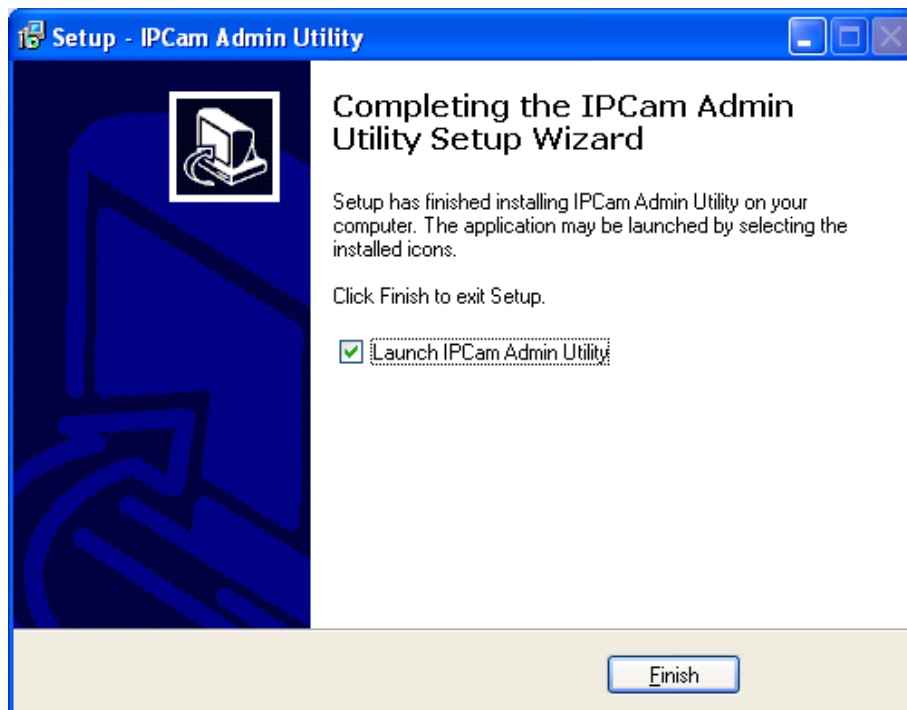 Setup - IPCam Admin Utility
Completing the IPCam Admin
Utility Setup Wizard
Setup has finished installing IPCam Admin Utility on your
computer. The application may be launched by selecting the
installed icons.
Click Finish to exit Setup.
Launch IPCam Admin Utility
Finish